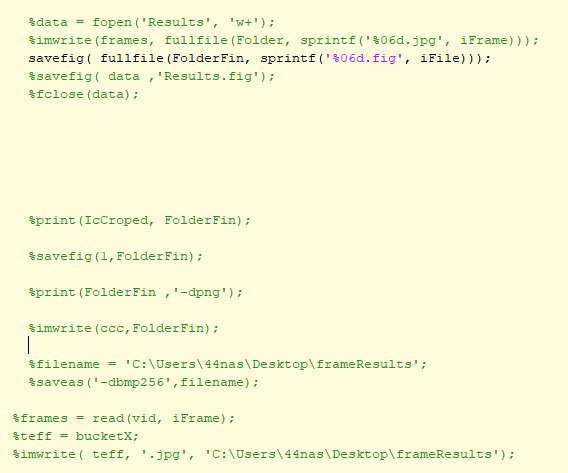 %data = fopen('Results', 'w+');
%imwrite(frames, fullfile(Folder, sprintf('%06d.jpg', iFrame)));
savefig( fullfile(FolderFin, sprintf('%06d.fig', iFile)));
%savefig( data ,'Results.fig');
%fclose(data);
%print(IcCroped, FolderFin);
%savefig(1,FolderFin);
%print(FolderFin ,'-dpng');
%imwrite(ccc,FolderFin);
%filename = 'C:\Users\44nas\Desktop\frameResults';
%saveas('-dbmp256',filename);
%frames = read(vid, iFrame);
%teff = bucketX;
%imwrite( teff, '.jpg', 'C:\Users\44nas\Desktop\frameResults');